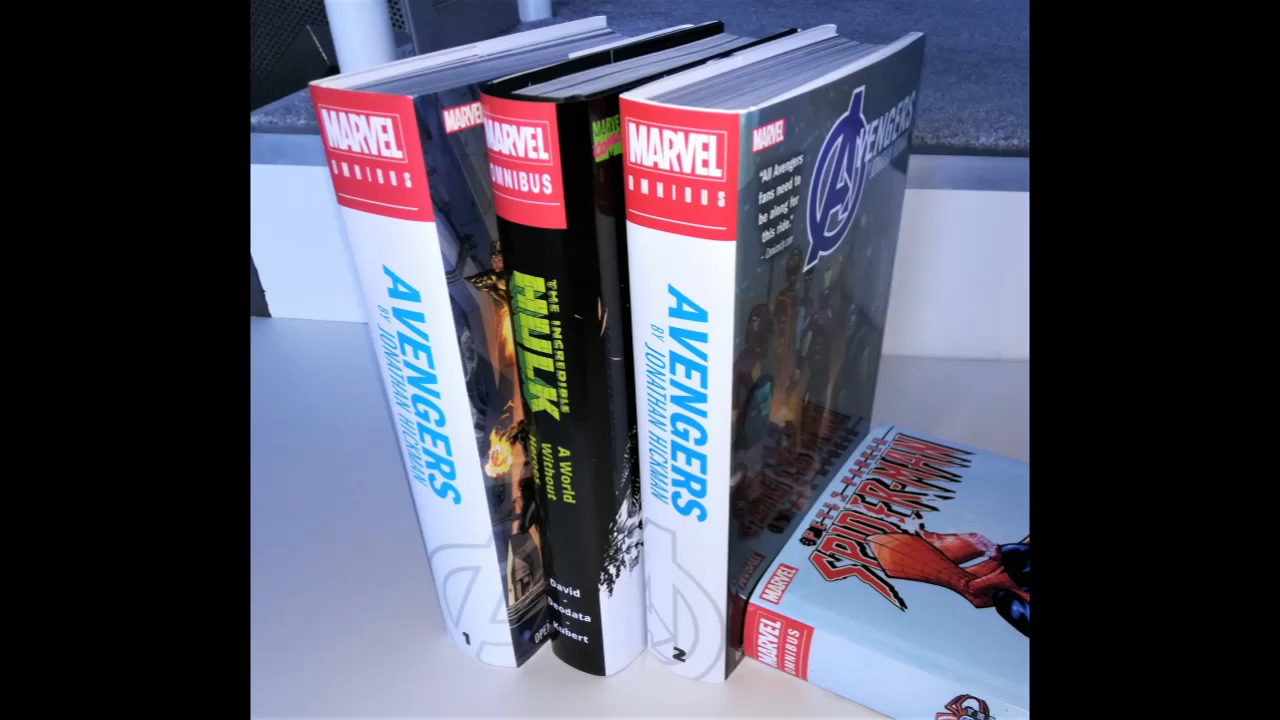 MARVEL
OMNIBUS
AVENGERS
BY JONATHAN HICKMAN
1
MARVEL
MARVEL
OMNIBUS
THE INCREDIBLE
HULK
A World
Without
Heroes
David
-
Deodata
-
Kubert
MARVEL
MARVEL
OMNIBUS
AVENGERS
BY JONATHAN HICKMAN
2
MARVEL
"All Avengers
fans need to
be along for
this ride."
AVENGERS
SPIDER-MAN
MARVEL
MARVEL
OMNIBUS